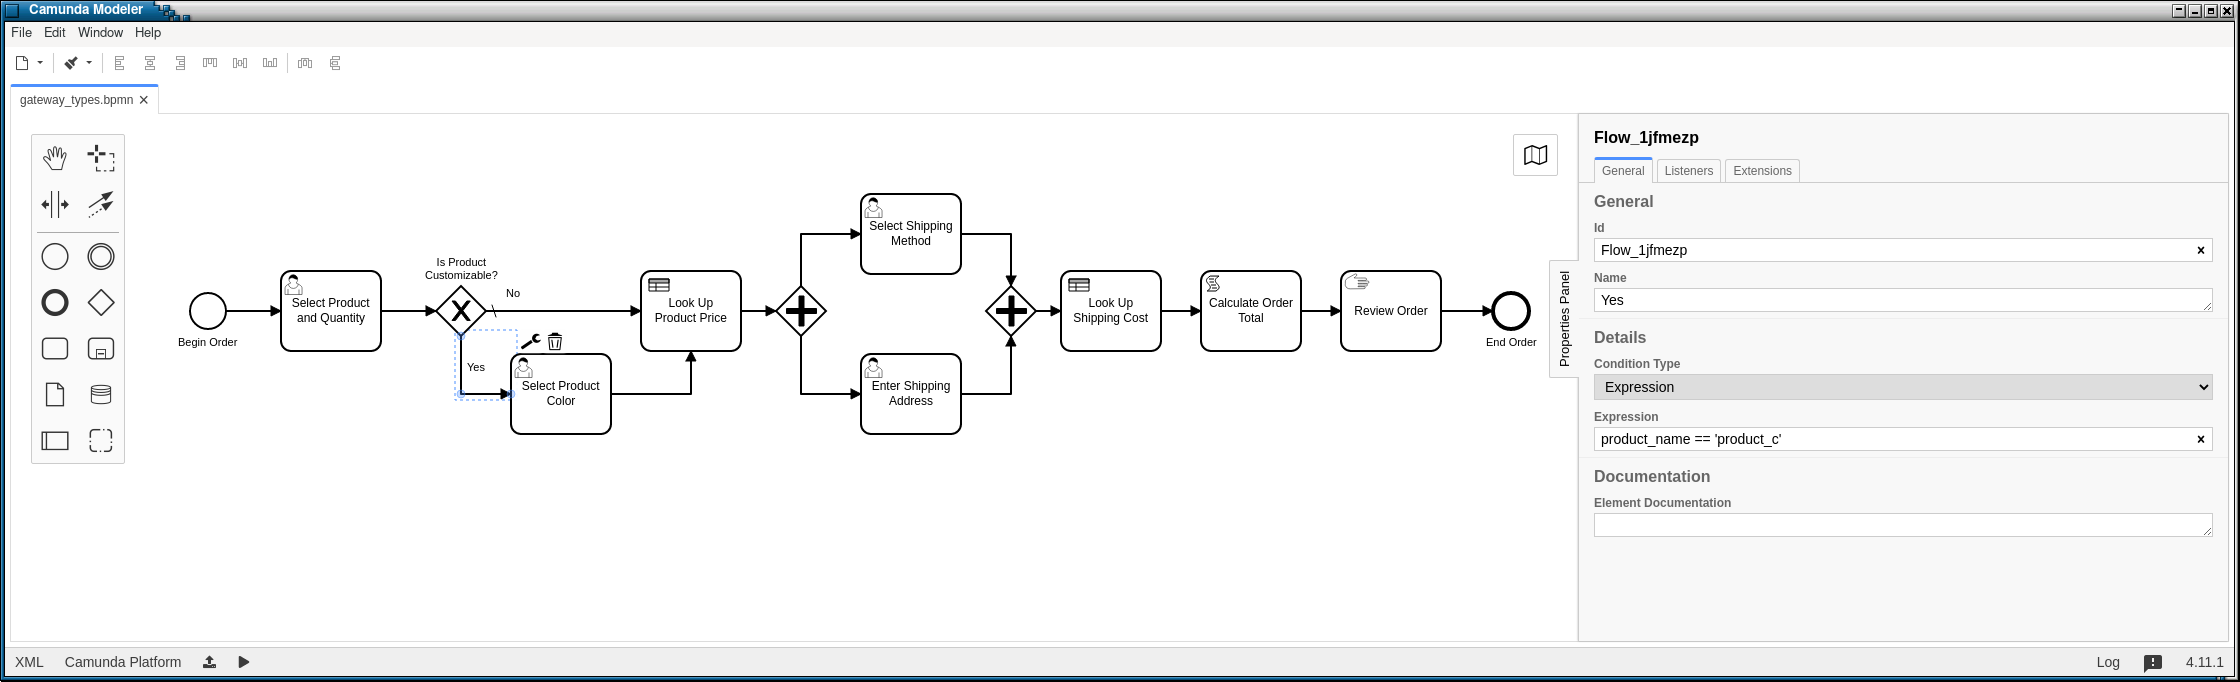 Camunda Modeler
File Edit Window Help
gateway_types.bpmn
Begin Order
Select Product
and Quantity
Is Product
Customizable?
No
Yes
Select Product
Color
Look Up
Product Price
Select Shipping
Method
Enter Shipping
Address
Look Up
Shipping Cost
Calculate Order
Total
Review Order
End Order
Properties Panel
Flow_1jfmezp
General Listeners Extensions
General
Id
Flow_1jfmezp
Name
Yes
Details
Condition Type
Expression
Expression
product_name == 'product_c'
Documentation
Element Documentation
XML Camunda Platform Log 4.11.1